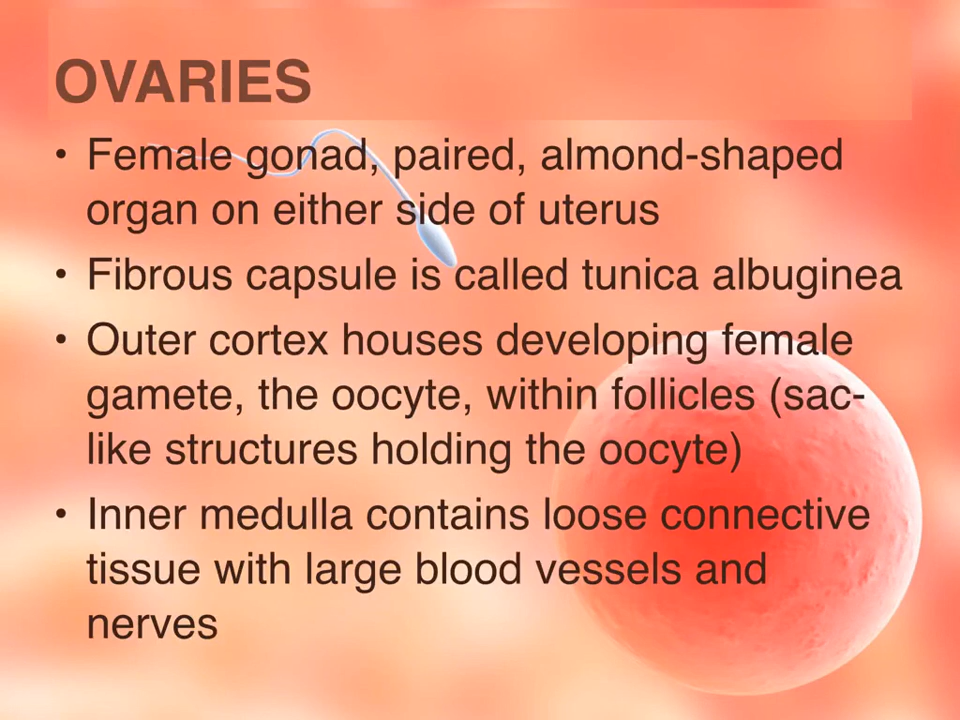 OVARIES
• Female gonad, paired, almond-shaped
organ on either side of uterus
• Fibrous capsule is called tunica albuginea
• Outer cortex houses developing female
gamete, the oocyte, within follicles (sac-
like structures holding the oocyte)
• Inner medulla contains loose connective
tissue with large blood vessels and
nerves